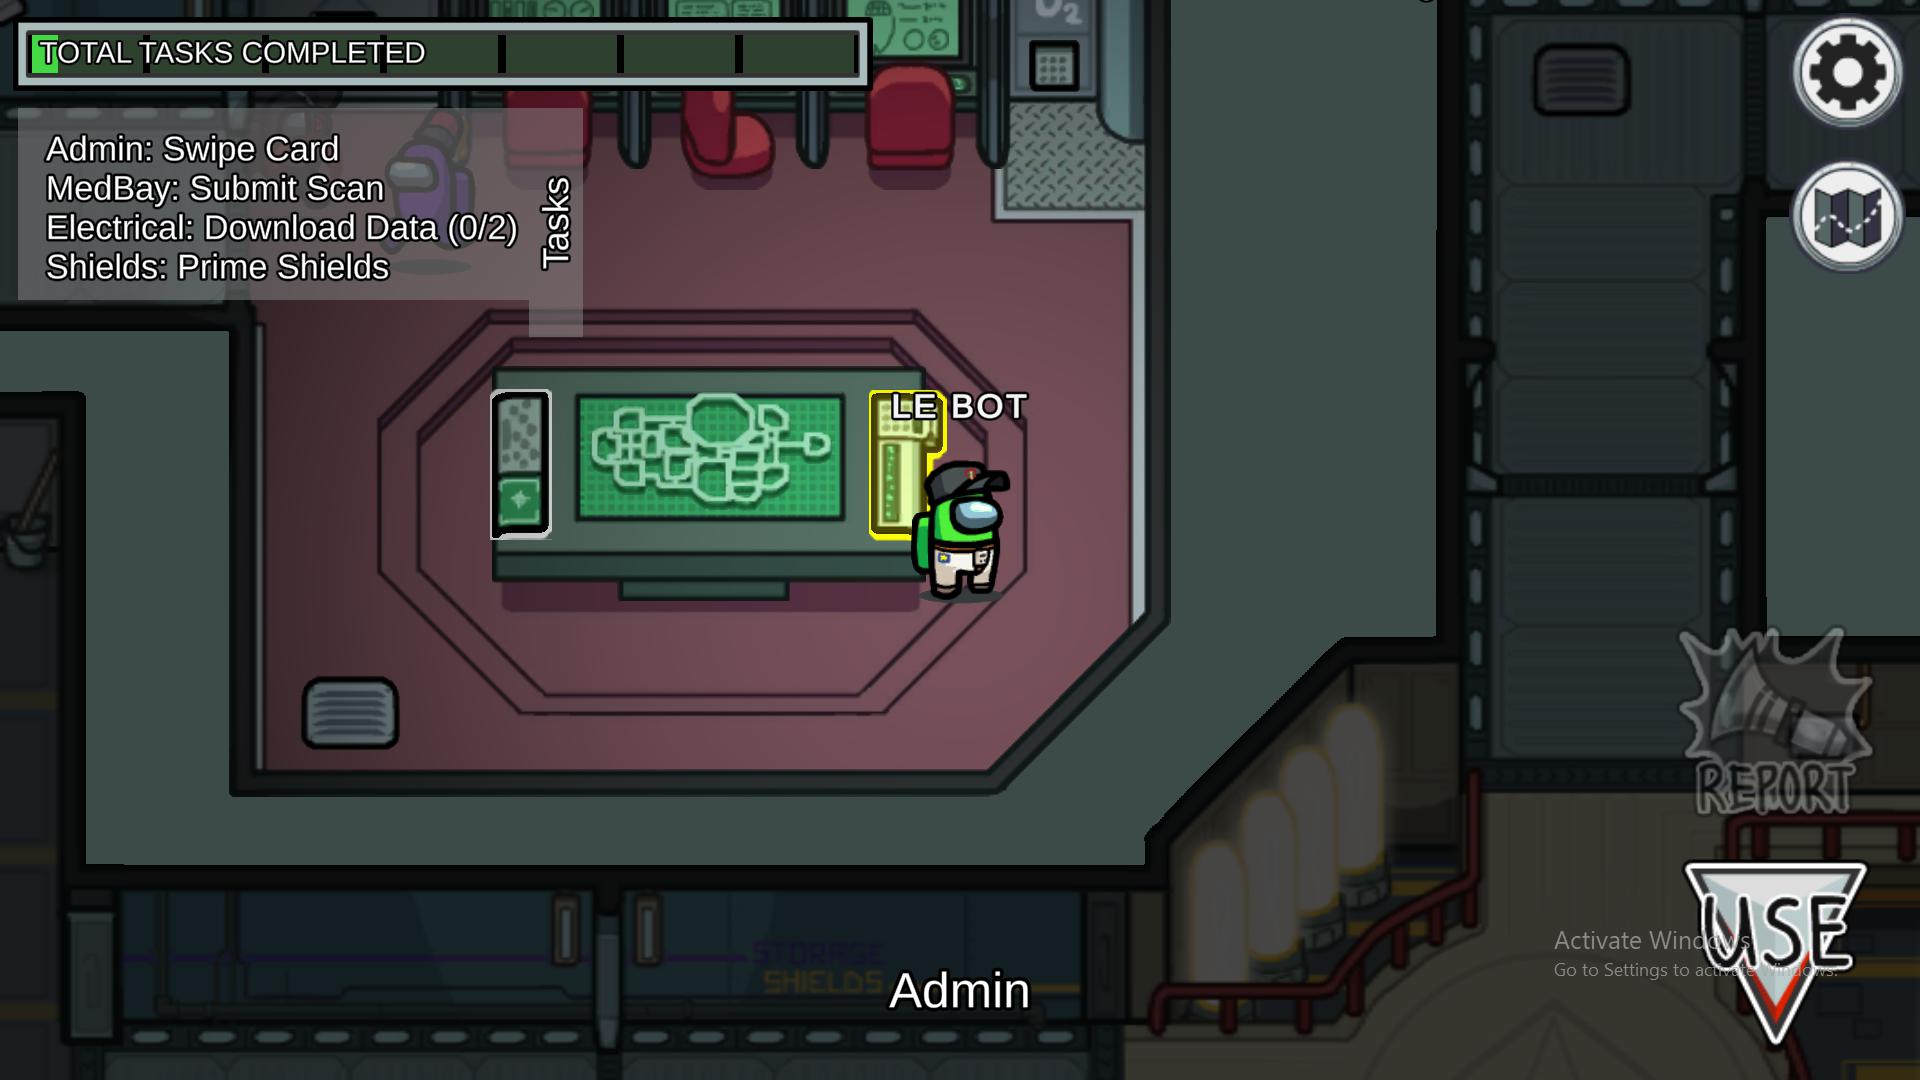 O2
TOTAL TASKS COMPLETED
Admin: Swipe Card
MedBay: Submit Scan
Electrical: Download Data (0/2)
Shields: Prime Shields
Tasks
LE BOT
REPORT
USE
Activate Windows
Go to Settings to activate Windows.
STORAGE
SHIELDS
Admin